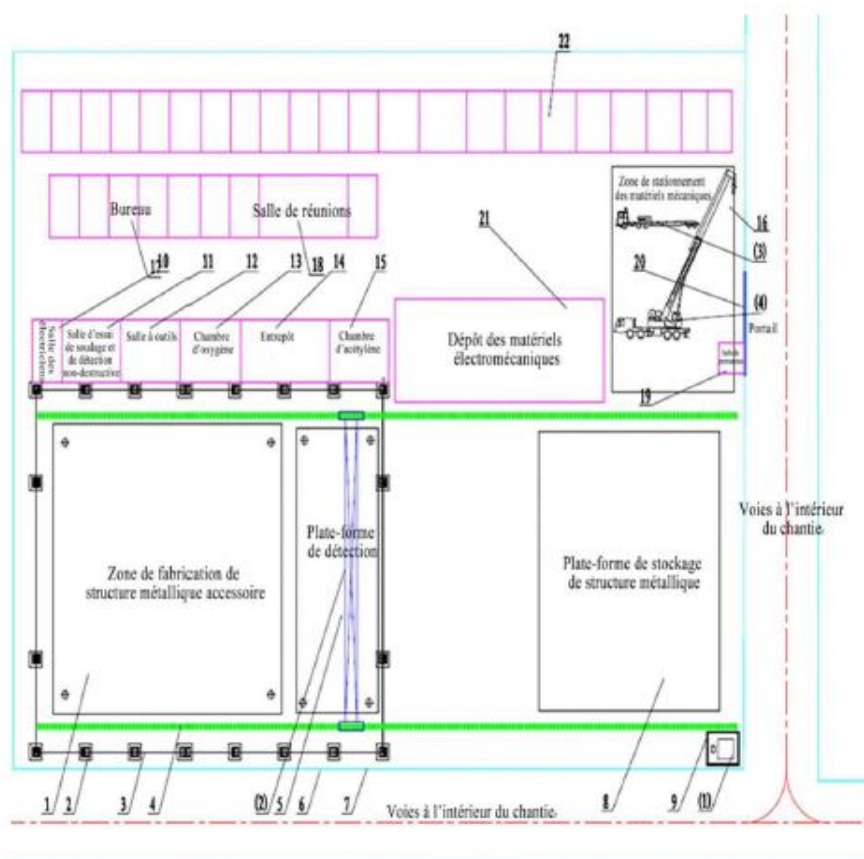 22
Bureau
Salle de réunions
Zone de stationnement
des matériels mécaniques
16
(3)
21
20
(4)
Portail
17
10
11
12
13
18
14
15
Salle des
électriciens
Salle d'essai
de soudage et
de détection
non-destructive
Salle à outils
Chambre
d'oxygène
Entrepôt
Chambre
d'acétylène
Dépôt des matériels
électromécaniques
19
Zone de fabrication de
structure métallique accessoire
Plate-forme
de détection
Plate-forme de stockage
de structure métallique
Voies à l'intérieur
du chantie.
1
2
3
4
(2)
5
6
7
8
9
(1)
Voies à l'intérieur du chantie.